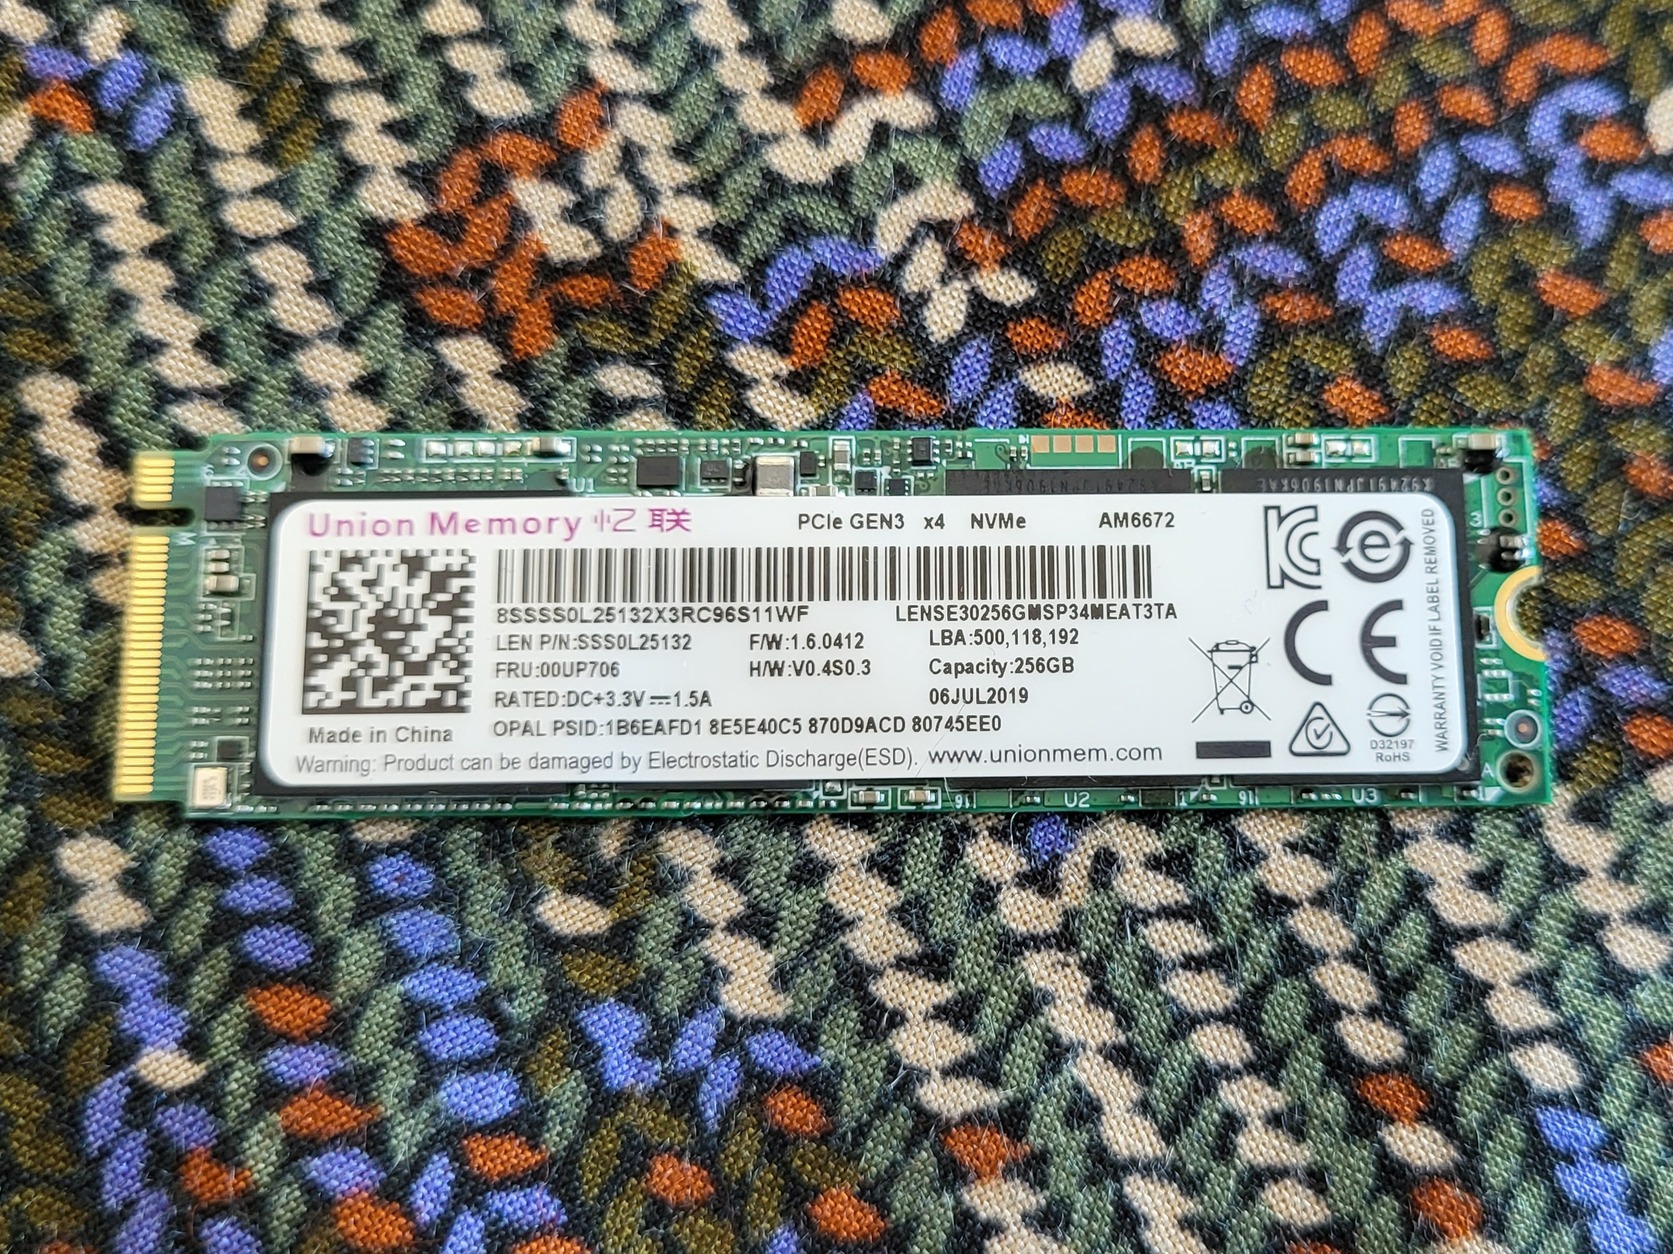 Union Memory 忆联 PCIe GEN3 x4 NVMe AM6672
8SSSS0L25132X3RC96S11WF LENSE30256GMSP34MEAT3TA
LEN P/N:SSS0L25132 F/W:1.6.0412 LBA:500,118,192
FRU:00UP706 H/W:V0.4S0.3 Capacity:256GB
RATED:DC+3.3V⎓1.5A 06JUL2019
Made in China OPAL PSID:1B6EAFD1 8E5E40C5 870D9ACD 80745EE0
Warning: Product can be damaged by Electrostatic Discharge(ESD). www.unionmem.com
CE
D32197
RoHS
WARRANTY VOID IF LABEL REMOVED
U1
U2
U3